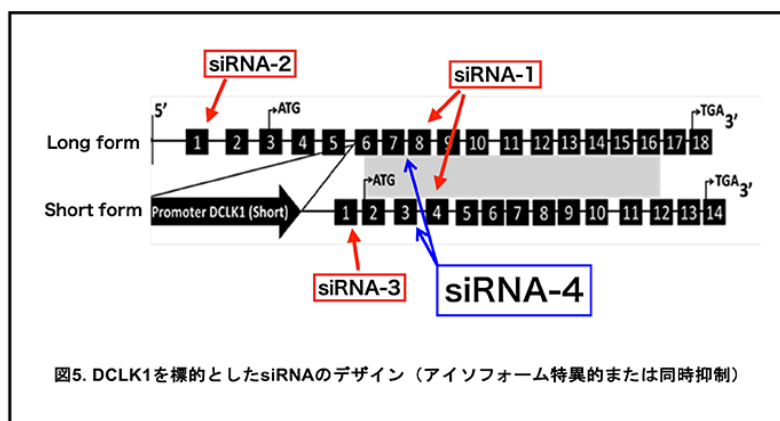 siRNA-2
siRNA-1
5'
ATG
TGA
3'
Long form
1 2 3 4 5 6 7 8 9 10 11 12 13 14 15 16 17 18
ATG
TGA
3'
Short form
Promoter DCLK1 (Short)
1 2 3 4 5 6 7 8 9 10 11 12 13 14
siRNA-3
siRNA-4
図5. DCLK1を標的としたsiRNAのデザイン（アイソフォーム特異的または同時抑制）